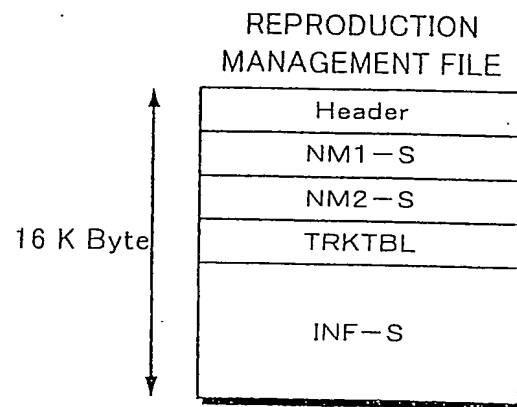 REPRODUCTION
MANAGEMENT FILE
Header
NM1-S
NM2-S
16 K Byte
TRKTBL
INF-S